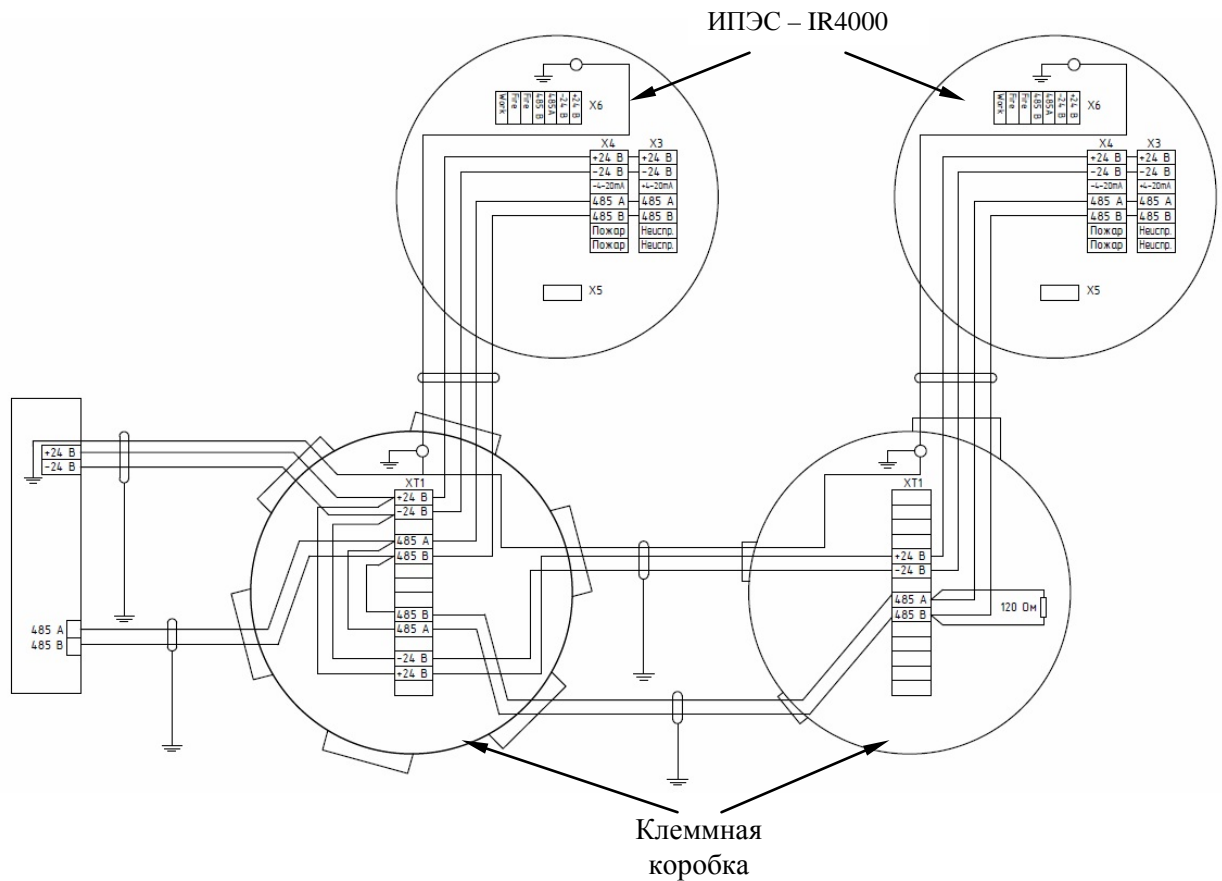 ИПЭС – IR4000
Work
Fire
Fire
485 B
485A
-24 В
+24 В
X6
X4
X3
+24 В
+24 В
-24 В
-24 В
-4-20mA
+4-20mA
485 A
485 A
485 B
485 B
Пожар
Неиспр.
Пожар
Неиспр.
X5
Work
Fire
Fire
485 B
485A
-24 В
+24 В
X6
X4
X3
+24 В
+24 В
-24 В
-24 В
-4-20mA
+4-20mA
485 A
485 A
485 B
485 B
Пожар
Неиспр.
Пожар
Неиспр.
X5
+24 В
-24 В
485 A
485 B
XT1
+24 В
-24 В
485 A
485 B
485 B
485 A
-24 В
+24 В
XT1
+24 В
-24 В
485 A
485 B
120 Ом
Клеммная
коробка